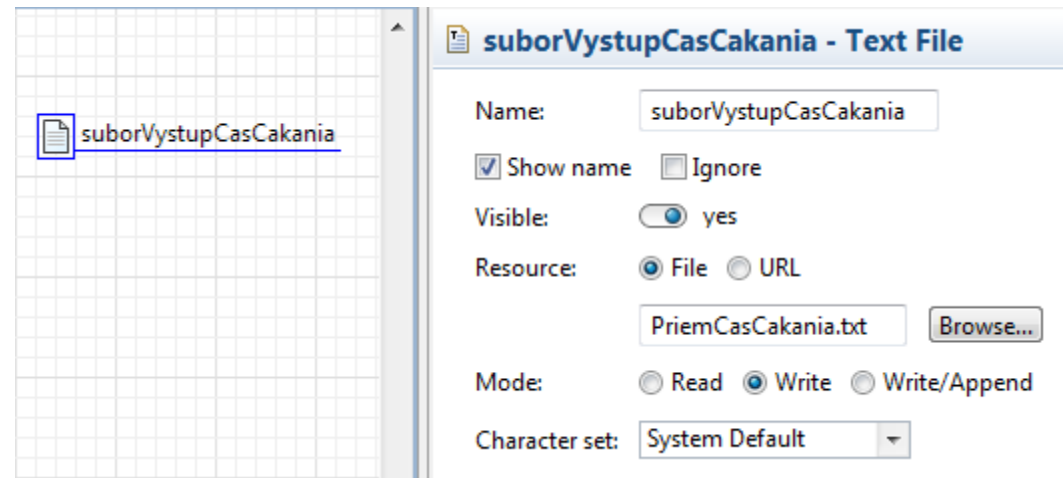 suborVystupCasCakania
suborVystupCasCakania - Text File
Name: suborVystupCasCakania
Show name Ignore
Visible: yes
Resource: File URL
PriemCasCakania.txt Browse...
Mode: Read Write Write/Append
Character set: System Default